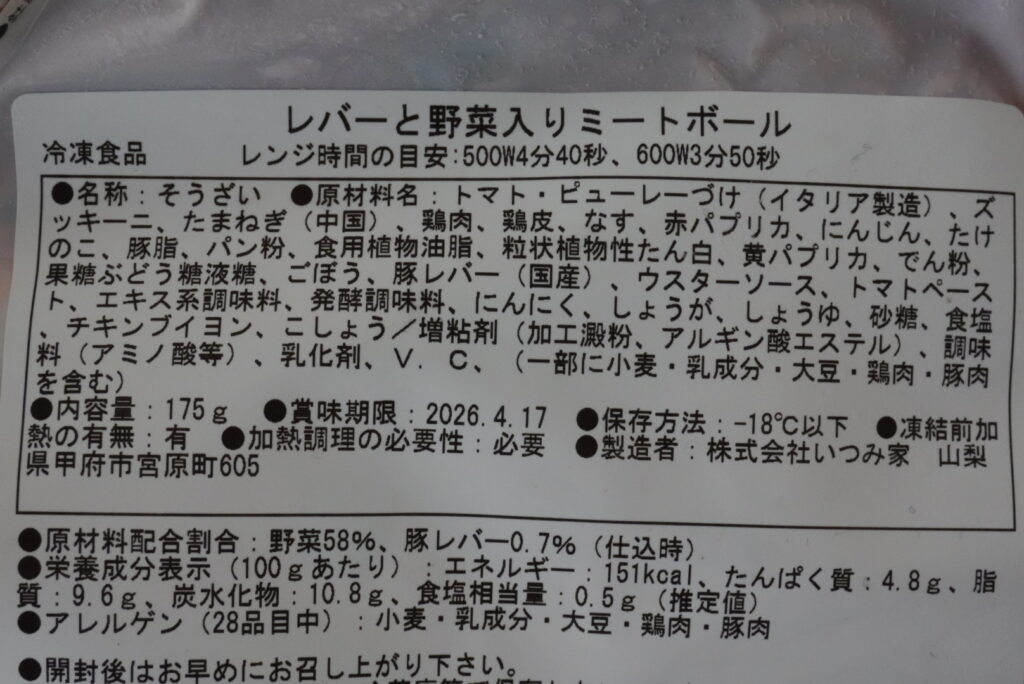 レバーと野菜入りミートボール
冷凍食品 レンジ時間の目安:500W4分40秒、600W3分50秒
●名称：そうざい ●原材料名：トマト・ピューレーづけ（イタリア製造）、ズ
ッキーニ、たまねぎ（中国）、鶏肉、鶏皮、なす、赤パプリカ、にんじん、たけ
のこ、豚脂、パン粉、食用植物油脂、粒状植物性たん白、黄パプリカ、でん粉、
果糖ぶどう糖液糖、ごぼう、豚レバー（国産）、ウスターソース、トマトペース
ト、エキス系調味料、発酵調味料、にんにく、しょうが、しょうゆ、砂糖、食塩
、チキンブイヨン、こしょう／増粘剤（加工澱粉、アルギン酸エステル）、調味
料（アミノ酸等）、乳化剤、V．C、（一部に小麦・乳成分・大豆・鶏肉・豚肉
を含む）
●内容量：175g ●賞味期限：2026.4.17 ●保存方法：-18℃以下 ●凍結前加
熱の有無：有 ●加熱調理の必要性：必要 ●製造者：株式会社いつみ家 山梨
県甲府市宮原町605
●原材料配合割合：野菜58%、豚レバー0.7%（仕込時）
●栄養成分表示（100gあたり）：エネルギー：151kcal、たんぱく質：4.8g、脂
質：9.6g、炭水化物：10.8g、食塩相当量：0.5g（推定値）
●アレルゲン（28品目中）：小麦・乳成分・大豆・鶏肉・豚肉
●開封後はお早めにお召し上がり下さい。